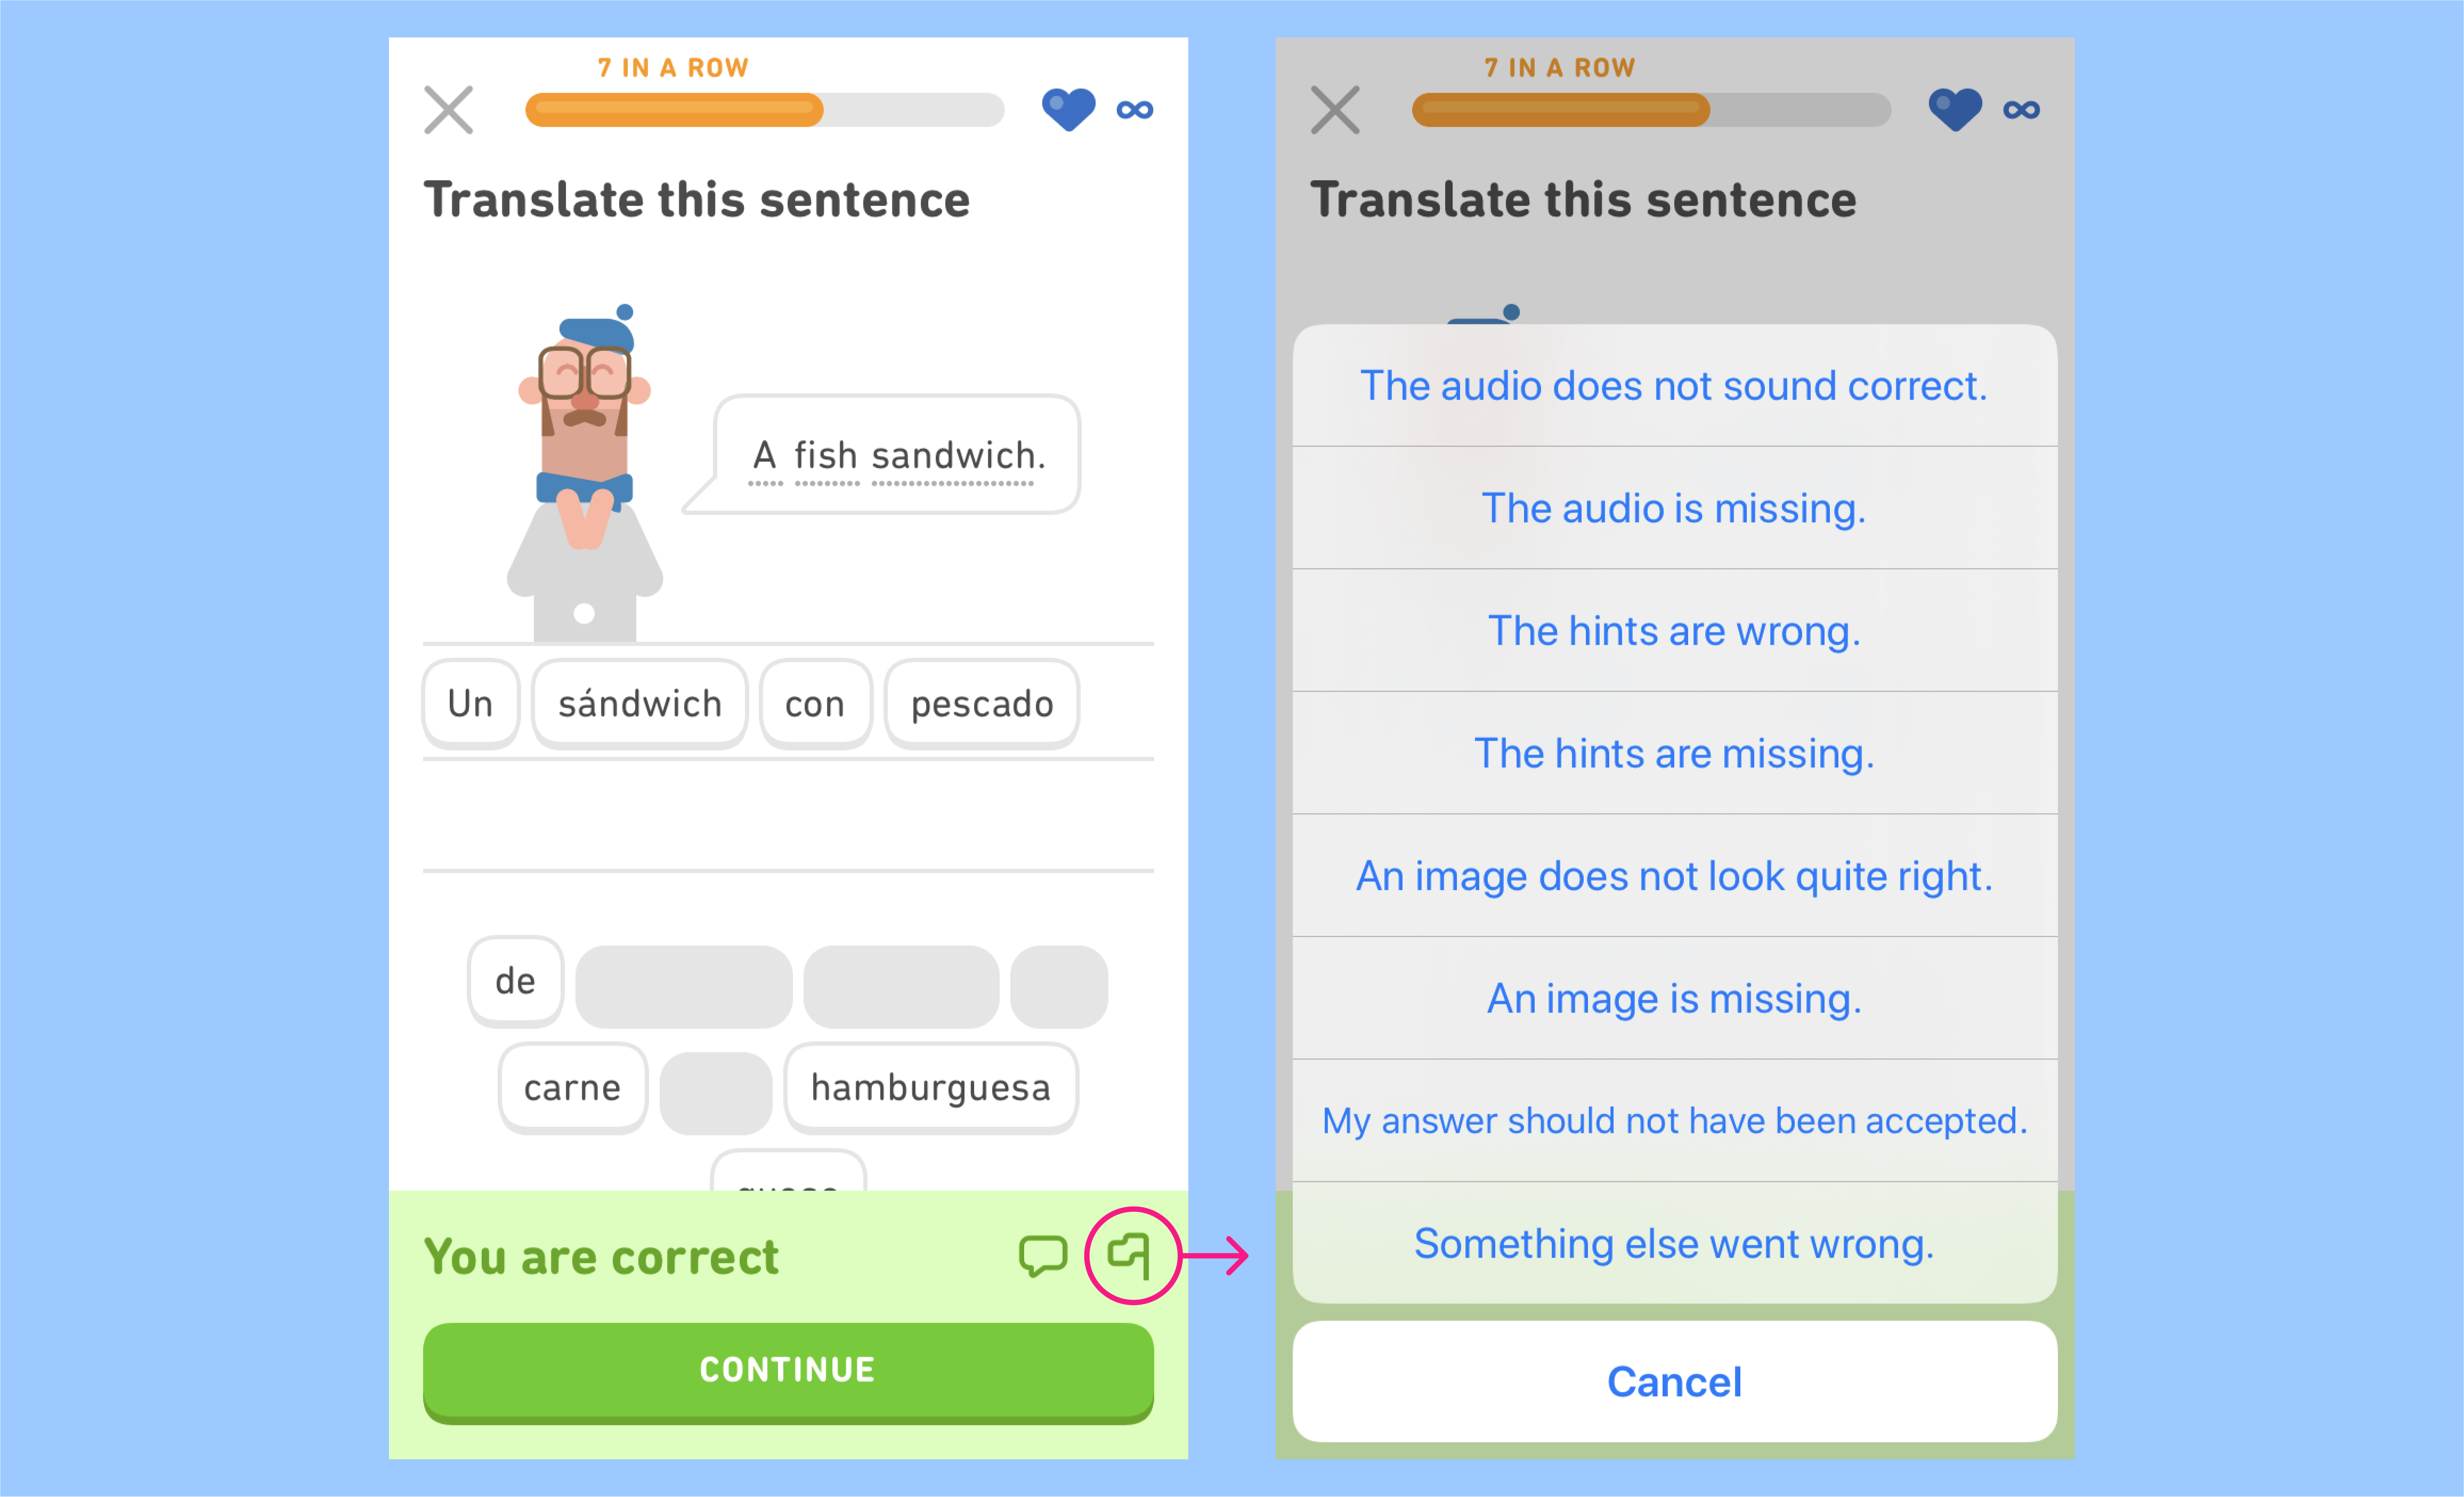 7 IN A ROW
Translate this sentence
A fish sandwich.
Un sándwich con pescado
de
carne hamburguesa
You are correct
CONTINUE
7 IN A ROW
Translate this sentence
The audio does not sound correct.
The audio is missing.
The hints are wrong.
The hints are missing.
An image does not look quite right.
An image is missing.
My answer should not have been accepted.
Something else went wrong.
Cancel